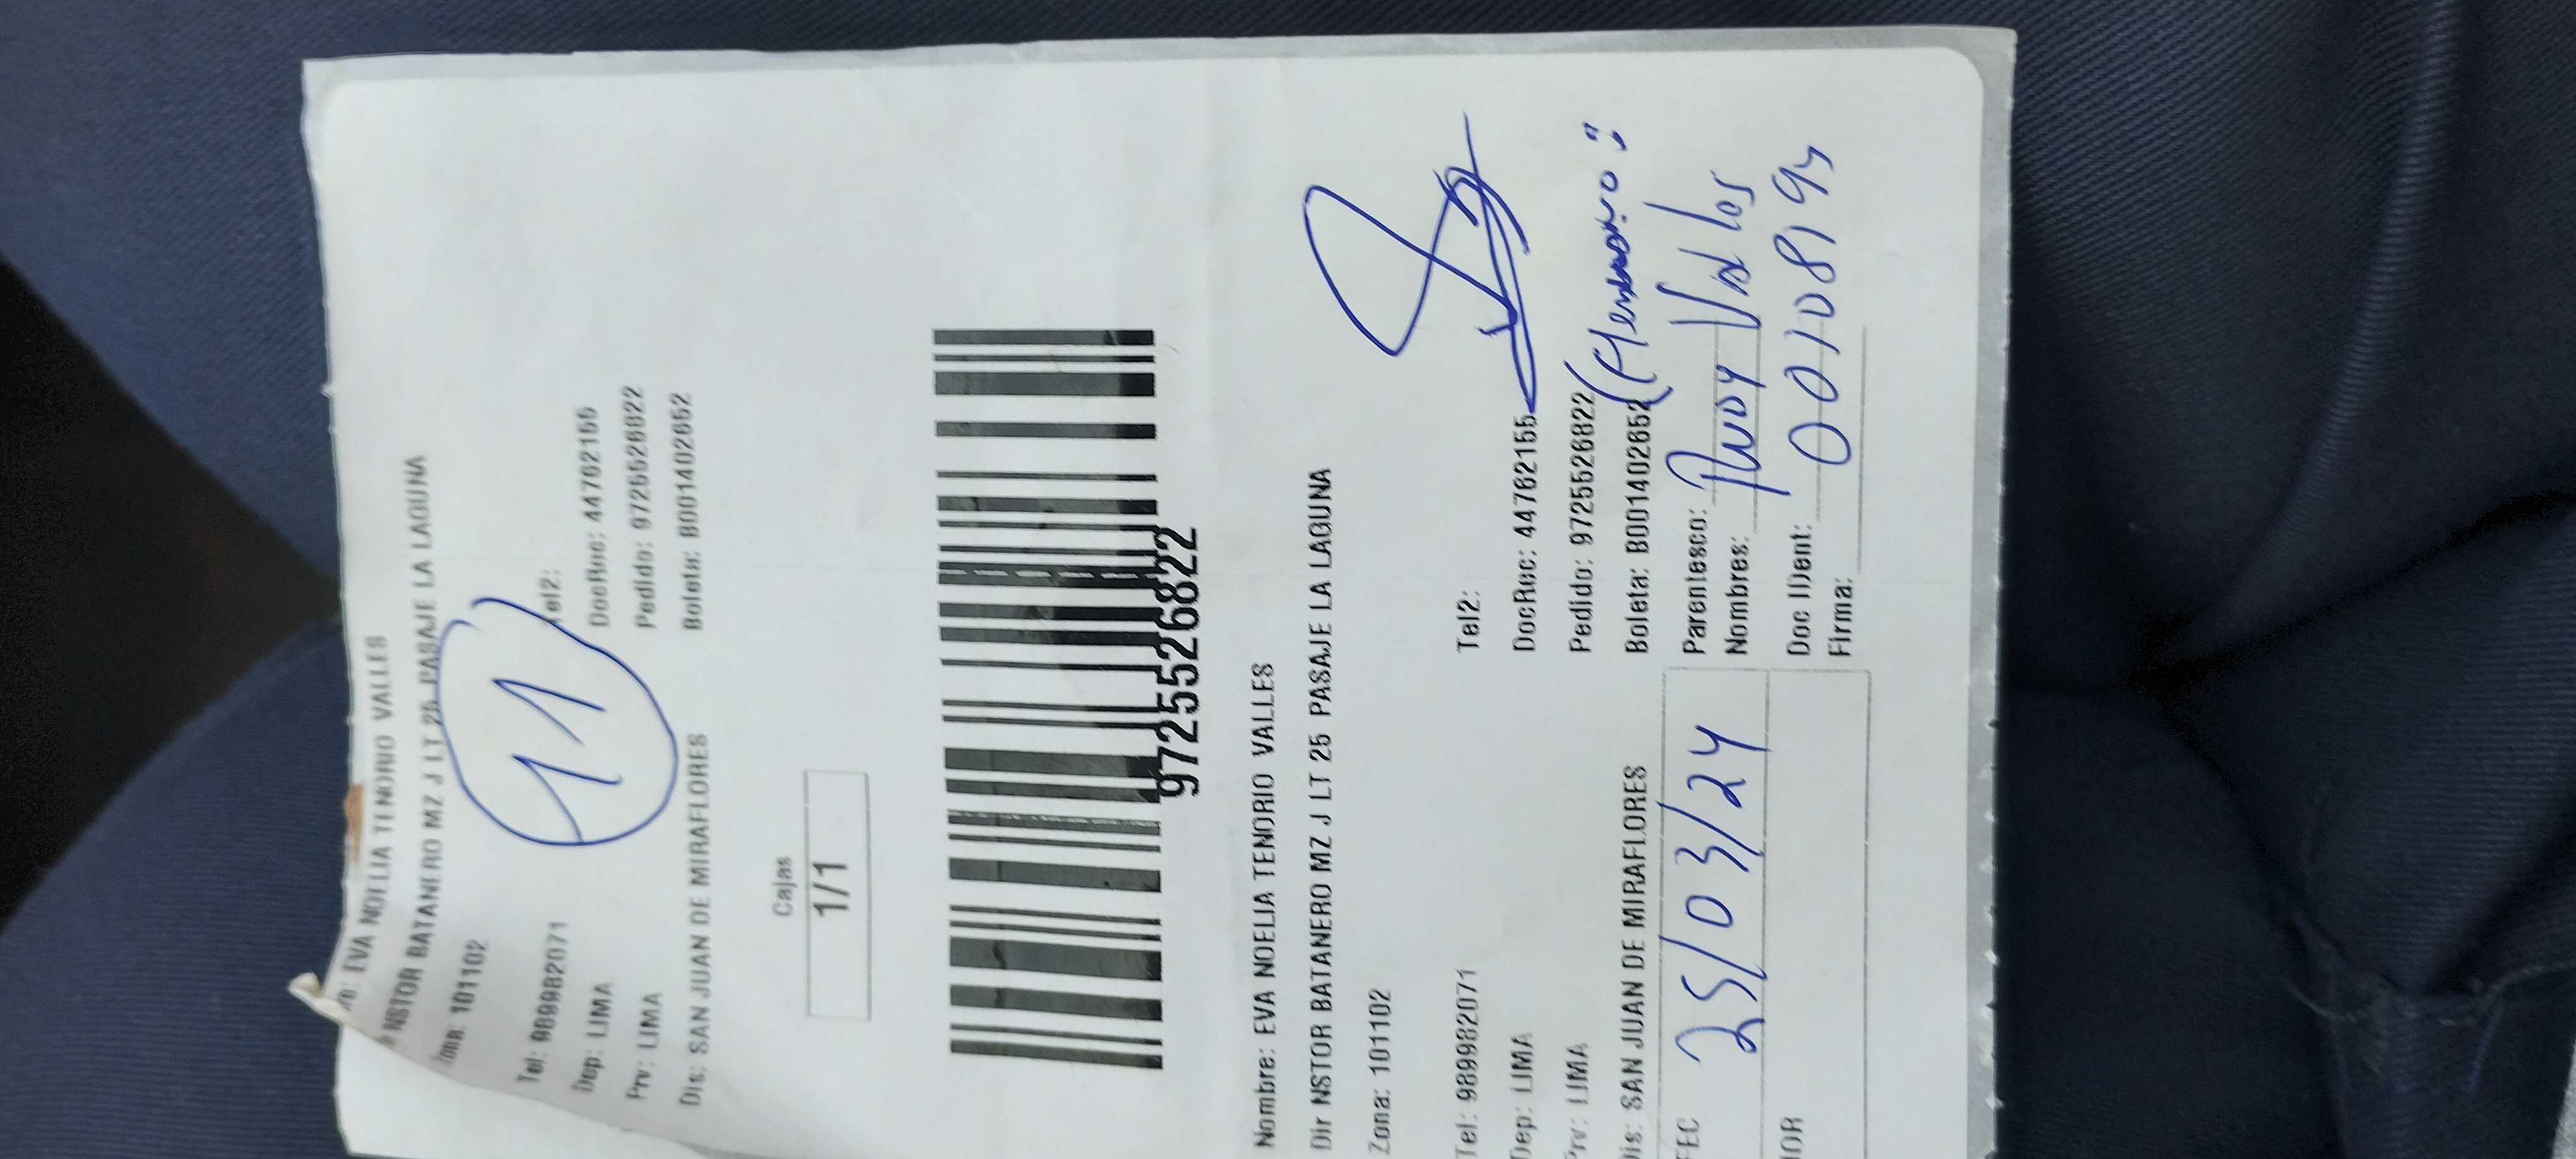 : EVA NOELIA TENORIO VALLES
NSTOR BATANERO MZ J LT 25 PASAJE LA LAGUNA
101102
11
Tel: 989982071
Tel2:
Dep: LIMA
DocRec: 44762155
Prv: LIMA
Pedido: 9725526822
Dis: SAN JUAN DE MIRAFLORES
Boleta: B001402652
Cajas
1/1
9725526822
Nombre: EVA NOELIA TENORIO VALLES
Dir NSTOR BATANERO MZ J LT 25 PASAJE LA LAGUNA
Zona: 101102
Tel: 989982071
Tel2:
Dep: LIMA
DocRec: 44762155
Prv: LIMA
Pedido: 9725526822
Dis: SAN JUAN DE MIRAFLORES
Boleta: B001402652
FEC 25/03/24
Parentesco:
Nombres:
Doc IDent:
Firma: